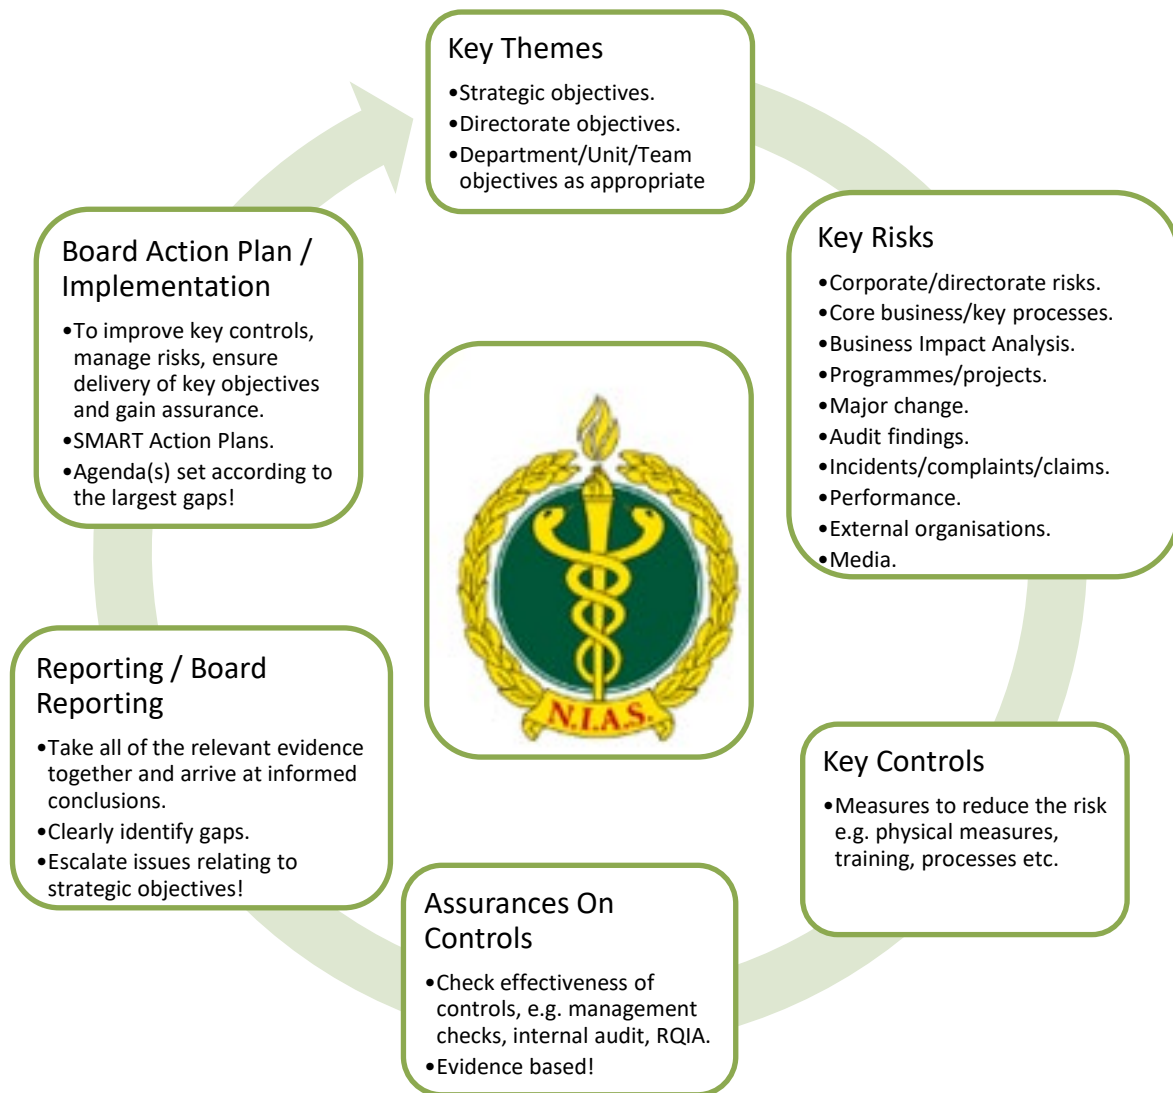 Key Themes
•Strategic objectives.
•Directorate objectives.
•Department/Unit/Team
objectives as appropriate
Key Risks
•Corporate/directorate risks.
•Core business/key processes.
•Business Impact Analysis.
•Programmes/projects.
•Major change.
•Audit findings.
•Incidents/complaints/claims.
•Performance.
•External organisations.
•Media.
Key Controls
•Measures to reduce the risk
e.g. physical measures,
training, processes etc.
Assurances On
Controls
•Check effectiveness of
controls, e.g. management
checks, internal audit, RQIA.
•Evidence based!
Reporting / Board
Reporting
•Take all of the relevant evidence
together and arrive at informed
conclusions.
•Clearly identify gaps.
•Escalate issues relating to
strategic objectives!
Board Action Plan /
Implementation
•To improve key controls,
manage risks, ensure
delivery of key objectives
and gain assurance.
•SMART Action Plans.
•Agenda(s) set according to
the largest gaps!
N.I.A.S.